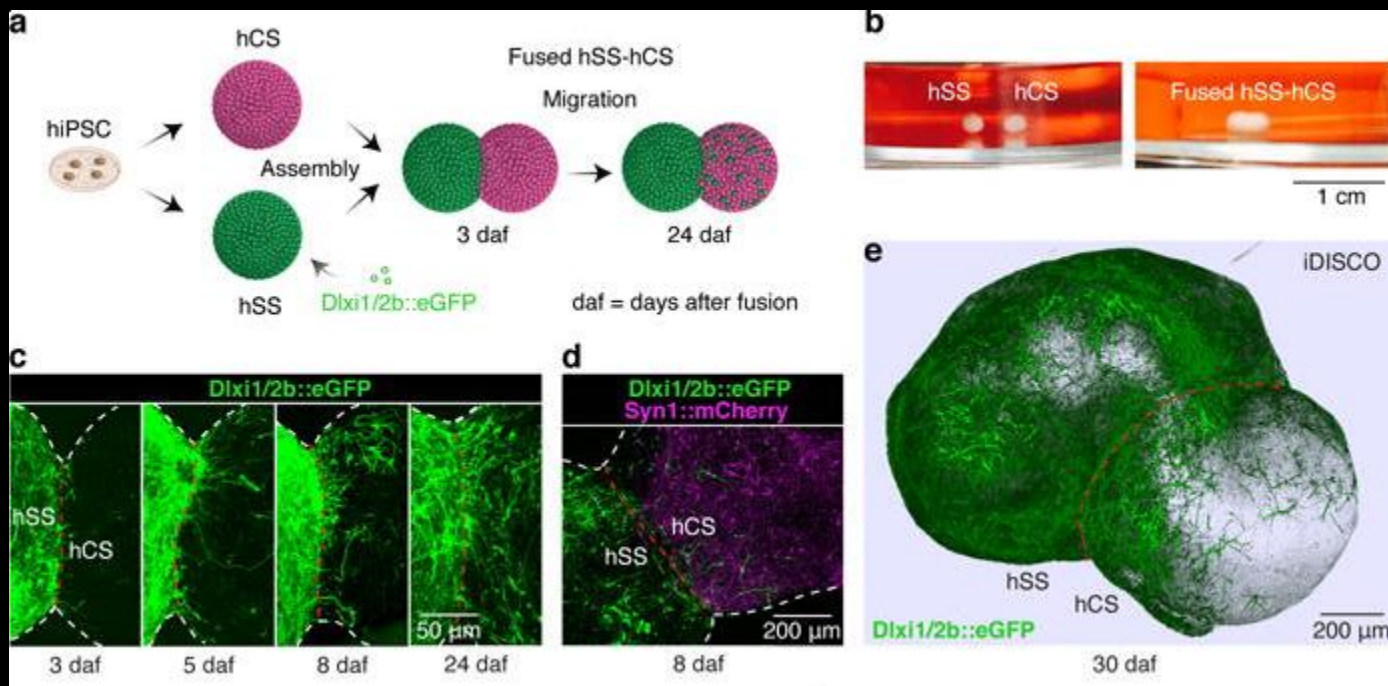 a
hCS
Fused hSS-hCS
Migration
hiPSC
Assembly
3 daf
24 daf
hSS
Dlxi1/2b::eGFP
daf = days after fusion
b
hSS
hCS
Fused hSS-hCS
1 cm
c
Dlxi1/2b::eGFP
hSS
hCS
50 µm
3 daf
5 daf
8 daf
24 daf
d
Dlxi1/2b::eGFP
Syn1::mCherry
hCS
hSS
200 µm
8 daf
e
iDISCO
hSS
hCS
Dlxi1/2b::eGFP
200 µm
30 daf